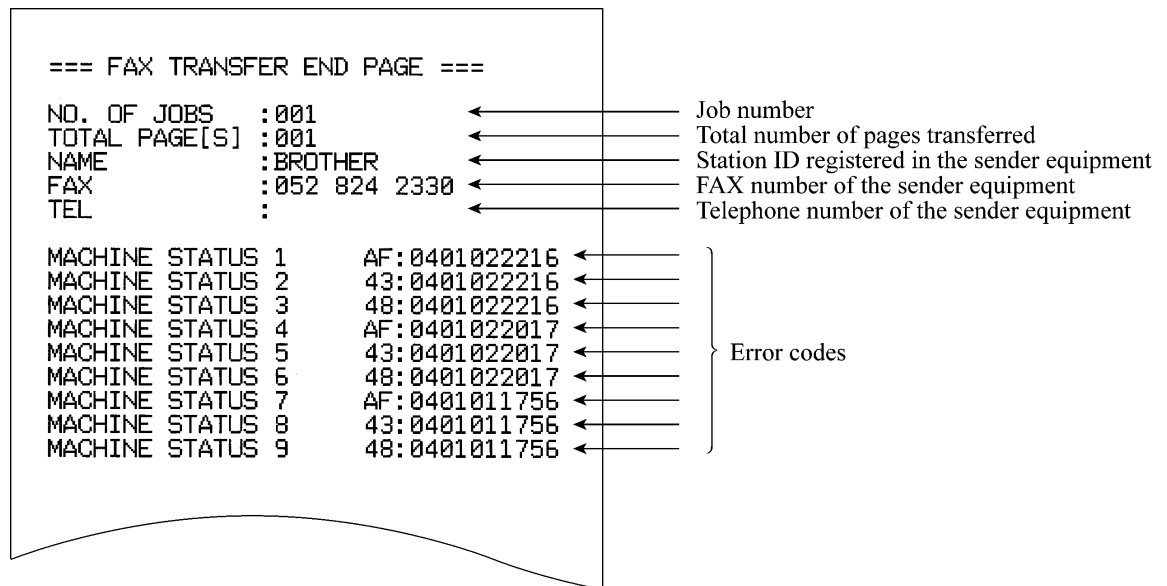 === FAX TRANSFER END PAGE ===
NO. OF JOBS :001 Job number
TOTAL PAGE[S] :001 Total number of pages transferred
NAME :BROTHER Station ID registered in the sender equipment
FAX :052 824 2330 FAX number of the sender equipment
TEL : Telephone number of the sender equipment
MACHINE STATUS 1 AF:0401022216
MACHINE STATUS 2 43:0401022216
MACHINE STATUS 3 48:0401022216
MACHINE STATUS 4 AF:0401022017
MACHINE STATUS 5 43:0401022017
MACHINE STATUS 6 48:0401022017
MACHINE STATUS 7 AF:0401011756
MACHINE STATUS 8 43:0401011756
MACHINE STATUS 9 48:0401011756
Error codes